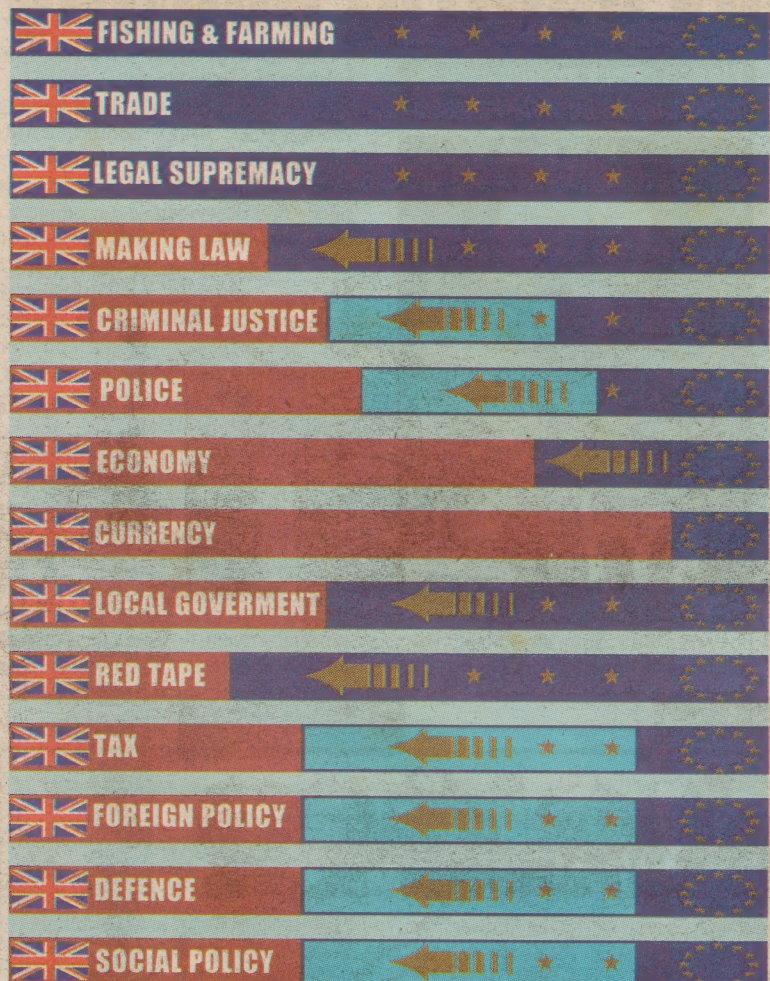 FISHING & FARMING
TRADE
LEGAL SUPREMACY
MAKING LAW
CRIMINAL JUSTICE
POLICE
ECONOMY
CURRENCY
LOCAL GOVERMENT
RED TAPE
TAX
FOREIGN POLICY
DEFENCE
SOCIAL POLICY